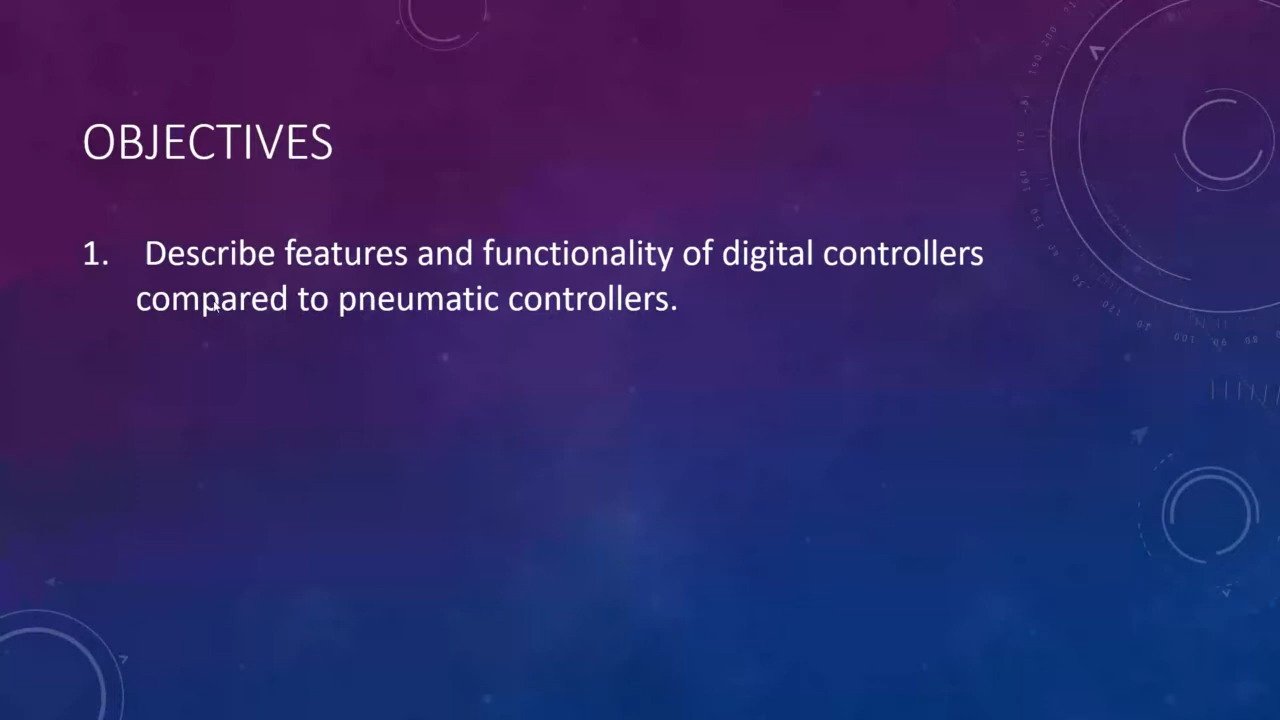 OBJECTIVES
1. Describe features and functionality of digital controllers
compared to pneumatic controllers.